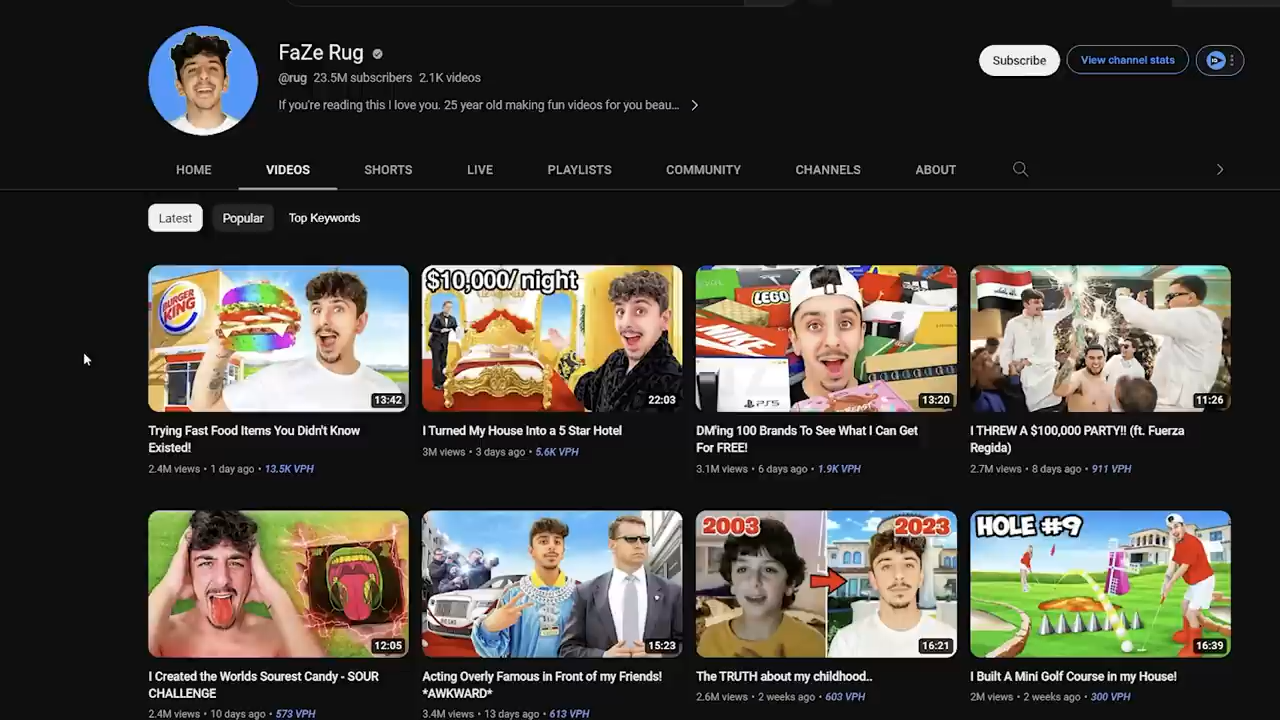 FaZe Rug
@rug 23.5M subscribers 2.1K videos
If you're reading this I love you. 25 year old making fun videos for you beau...
Subscribe
View channel stats
HOME
VIDEOS
SHORTS
LIVE
PLAYLISTS
COMMUNITY
CHANNELS
ABOUT
Latest
Popular
Top Keywords
BURGER
KING
13:42
$10,000/night
22:03
LEGO
NIKE
PS5
13:20
11:26
Trying Fast Food Items You Didn't Know
Existed!
2.4M views • 1 day ago • 13.5K VPH
I Turned My House Into a 5 Star Hotel
3M views • 3 days ago • 5.6K VPH
DM'ing 100 Brands To See What I Can Get
For FREE!
3.1M views • 6 days ago • 1.9K VPH
I THREW A $100,000 PARTY!! (ft. Fuerza
Regida)
2.7M views • 8 days ago • 911 VPH
12:05
15:23
2003
2023
16:21
HOLE #9
16:39
I Created the Worlds Sourest Candy - SOUR
CHALLENGE
2.4M views • 10 days ago • 573 VPH
Acting Overly Famous in Front of my Friends!
*AWKWARD*
3.4M views • 13 days ago • 613 VPH
The TRUTH about my childhood..
2.6M views • 2 weeks ago • 603 VPH
I Built A Mini Golf Course in my House!
2M views • 2 weeks ago • 300 VPH